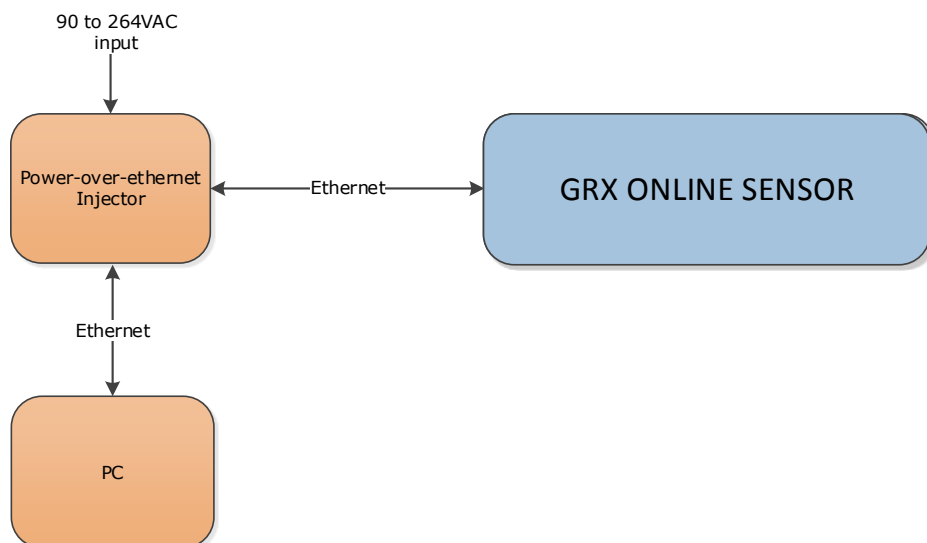 90 to 264VAC
input
Power-over-ethernet
Injector
Ethernet
GRX ONLINE SENSOR
Ethernet
PC